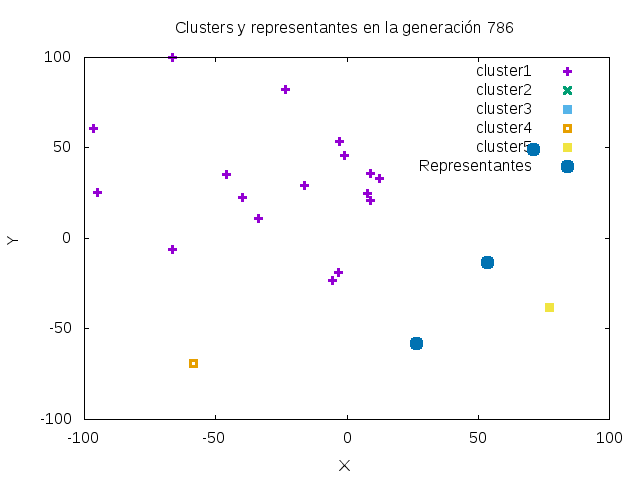 Clusters y representantes en la generación 786
100
50
0
-50
-100
-100
-50
0
50
100
Y
X
cluster1
cluster2
cluster3
cluster4
cluster5
Representantes